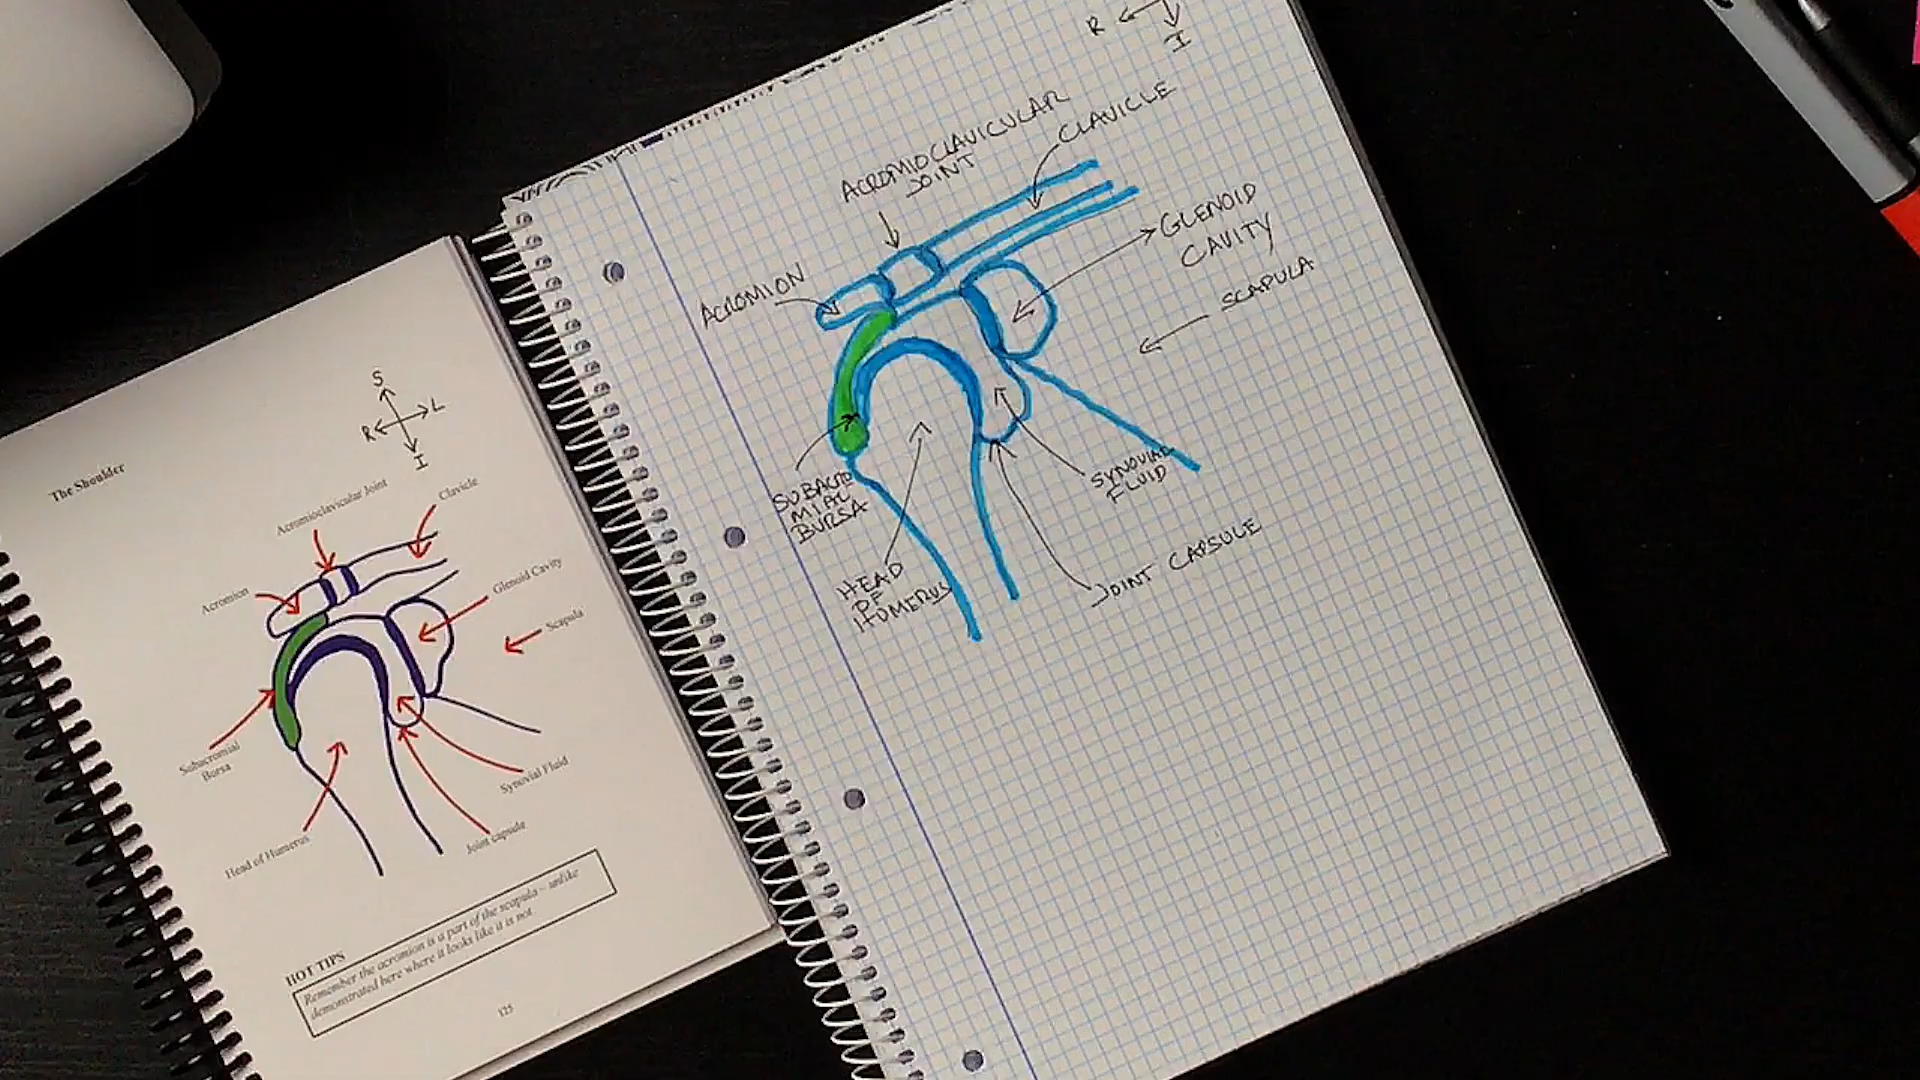 The Shoulder
S
R
L
I
Acromioclavicular Joint
Clavicle
Acromion
Glenoid Cavity
Scapula
Subacromial
Bursa
Synovial Fluid
Head of Humerus
Joint capsule
HOT TIPS
Remember the acromion is a part of the scapula ~ unlike
demonstrated here where it looks like it is not
125
R
I
ACROMIOCLAVICULAR
JOINT
CLAVICLE
GLENOID
CAVITY
ACROMION
SCAPULA
SUBACRO
MIAL
BURSA
SYNOVIAL
FLUID
HEAD
OF
HUMERUS
JOINT CAPSULE